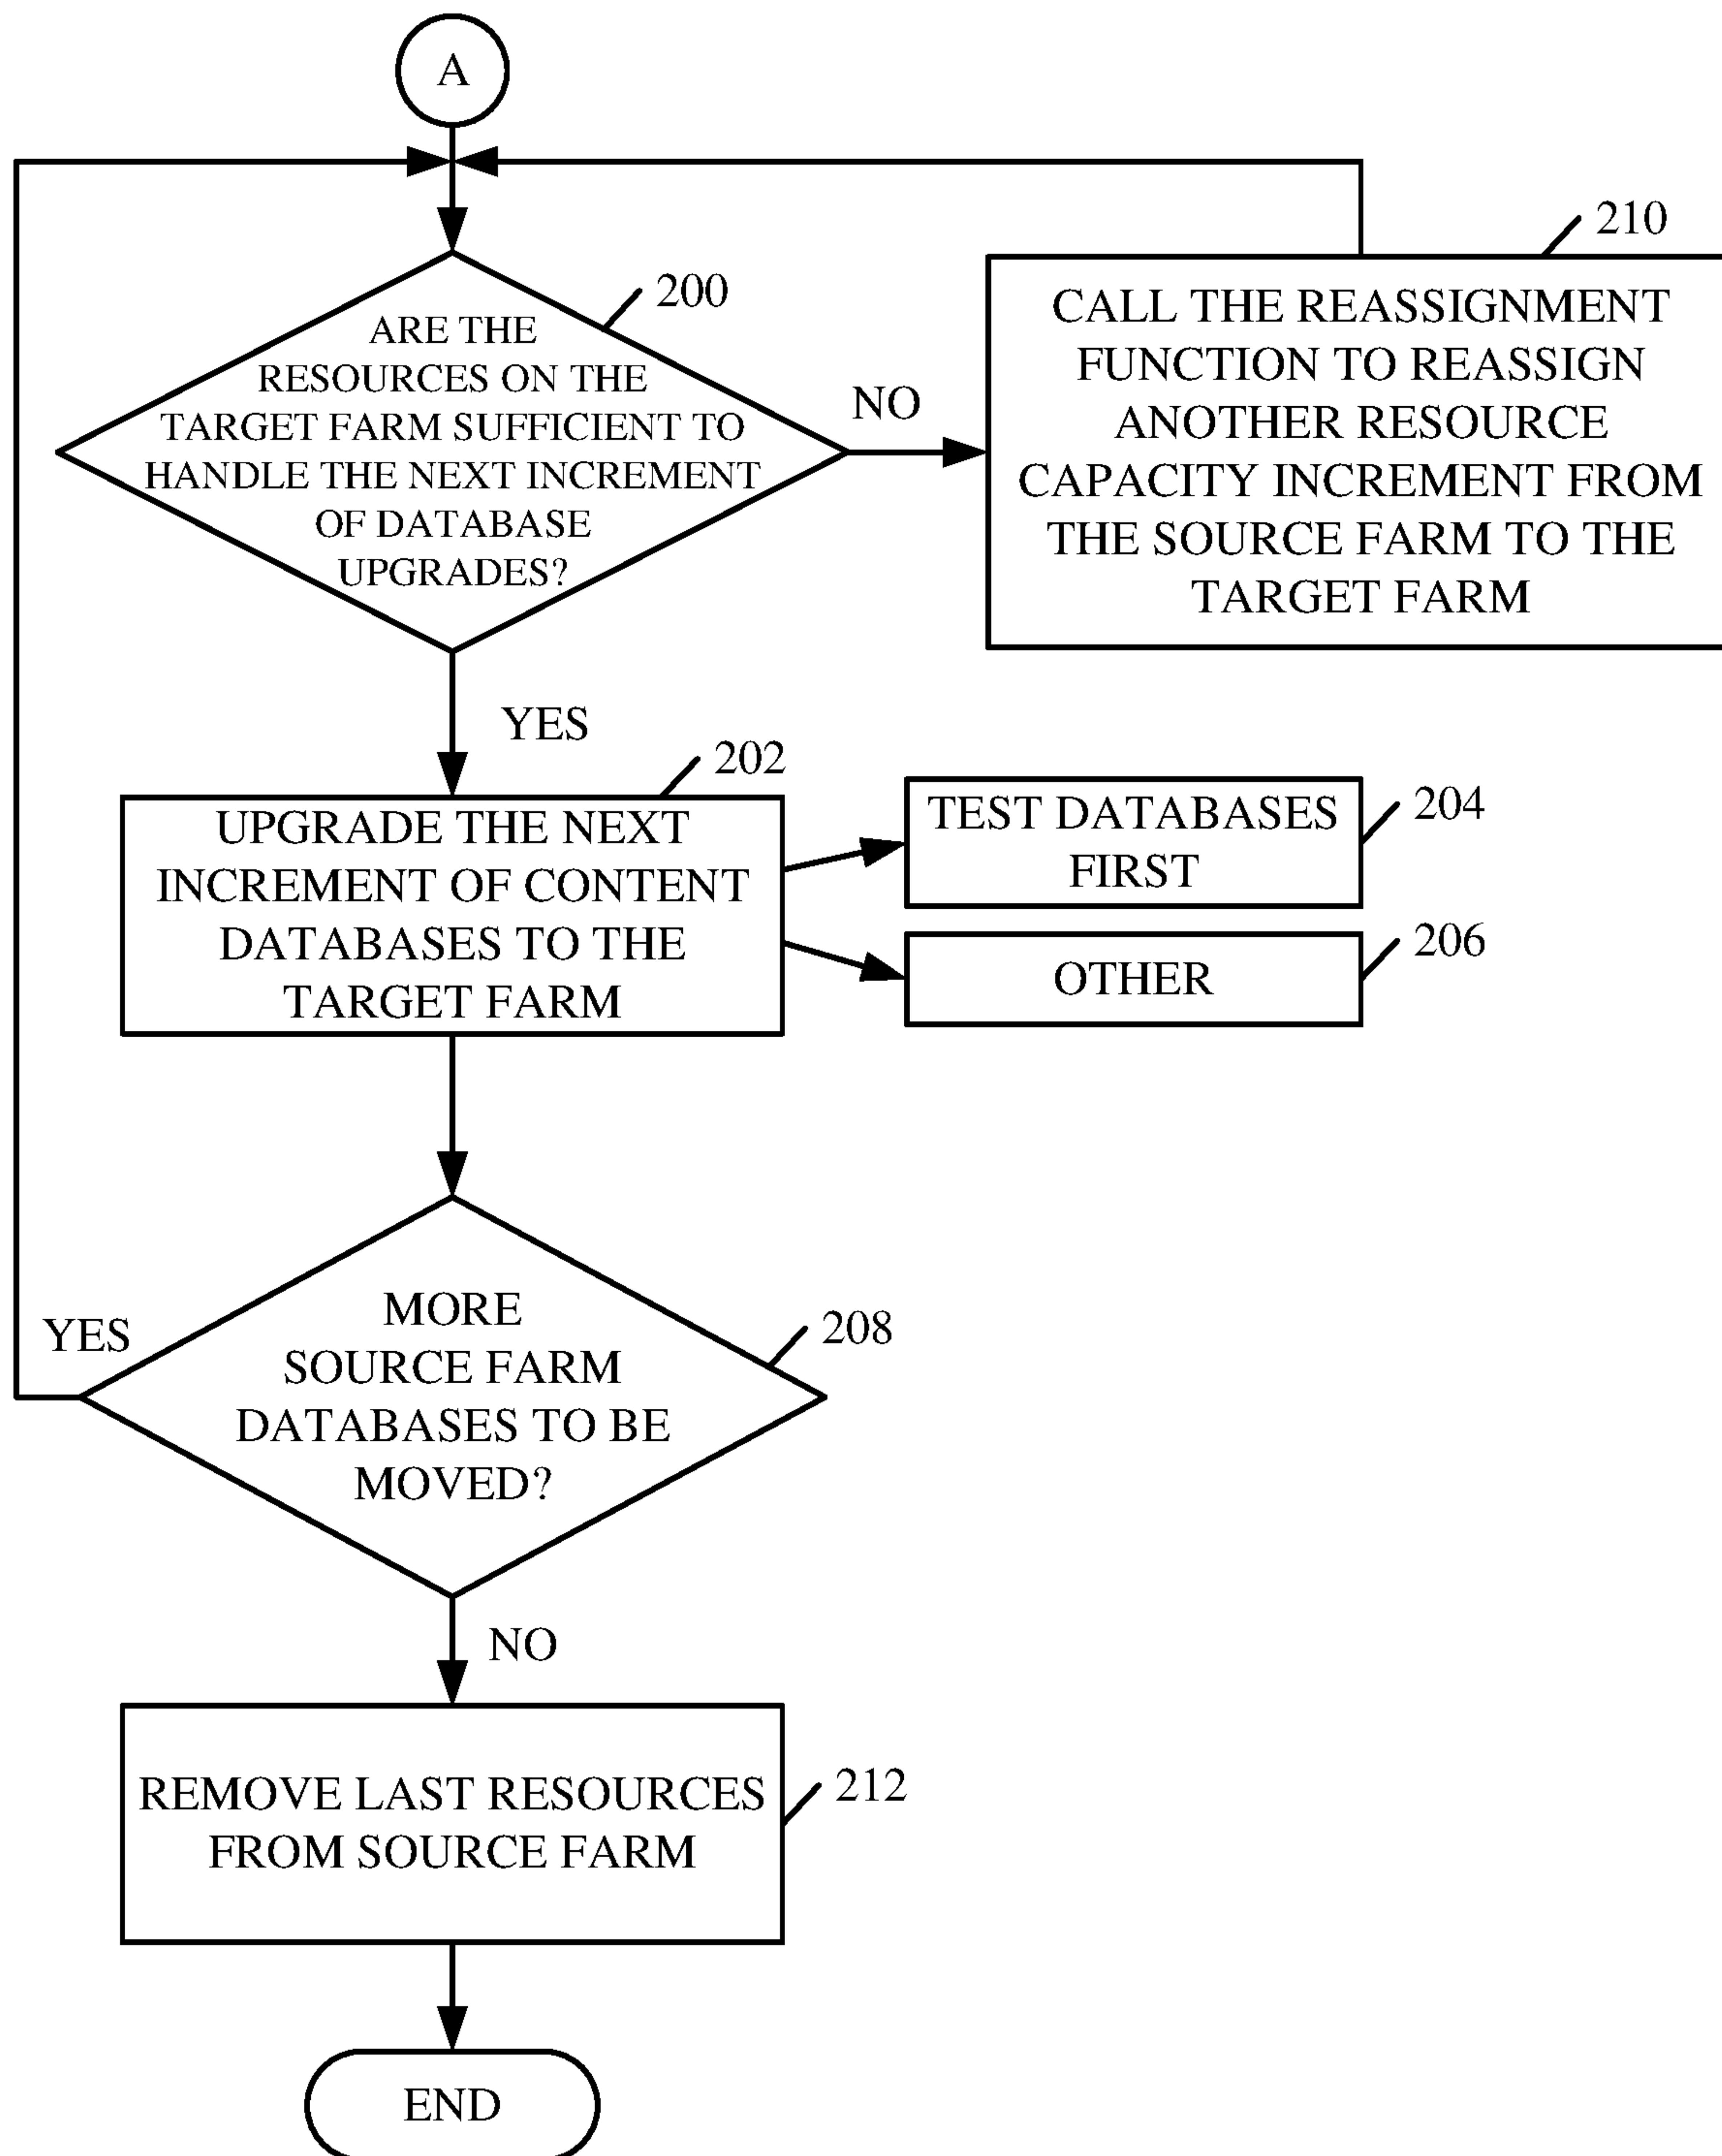 A
200
ARE THE
RESOURCES ON THE
TARGET FARM SUFFICIENT TO
HANDLE THE NEXT INCREMENT
OF DATABASE
UPGRADES?
NO
210
CALL THE REASSIGNMENT
FUNCTION TO REASSIGN
ANOTHER RESOURCE
CAPACITY INCREMENT FROM
THE SOURCE FARM TO THE
TARGET FARM
YES
202
UPGRADE THE NEXT
INCREMENT OF CONTENT
DATABASES TO THE
TARGET FARM
TEST DATABASES
FIRST
204
OTHER
206
YES
MORE
SOURCE FARM
DATABASES TO BE
MOVED?
208
NO
REMOVE LAST RESOURCES
FROM SOURCE FARM
212
END